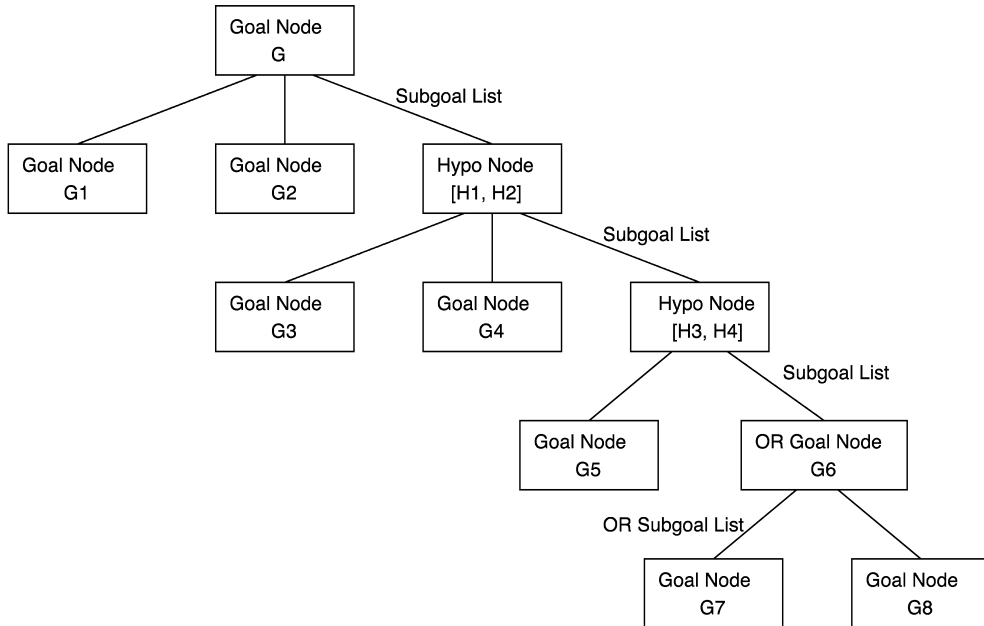 Goal Node
G
Subgoal List
Goal Node
G1
Goal Node
G2
Hypo Node
[H1, H2]
Subgoal List
Goal Node
G3
Goal Node
G4
Hypo Node
[H3, H4]
Subgoal List
Goal Node
G5
OR Goal Node
G6
OR Subgoal List
Goal Node
G7
Goal Node
G8